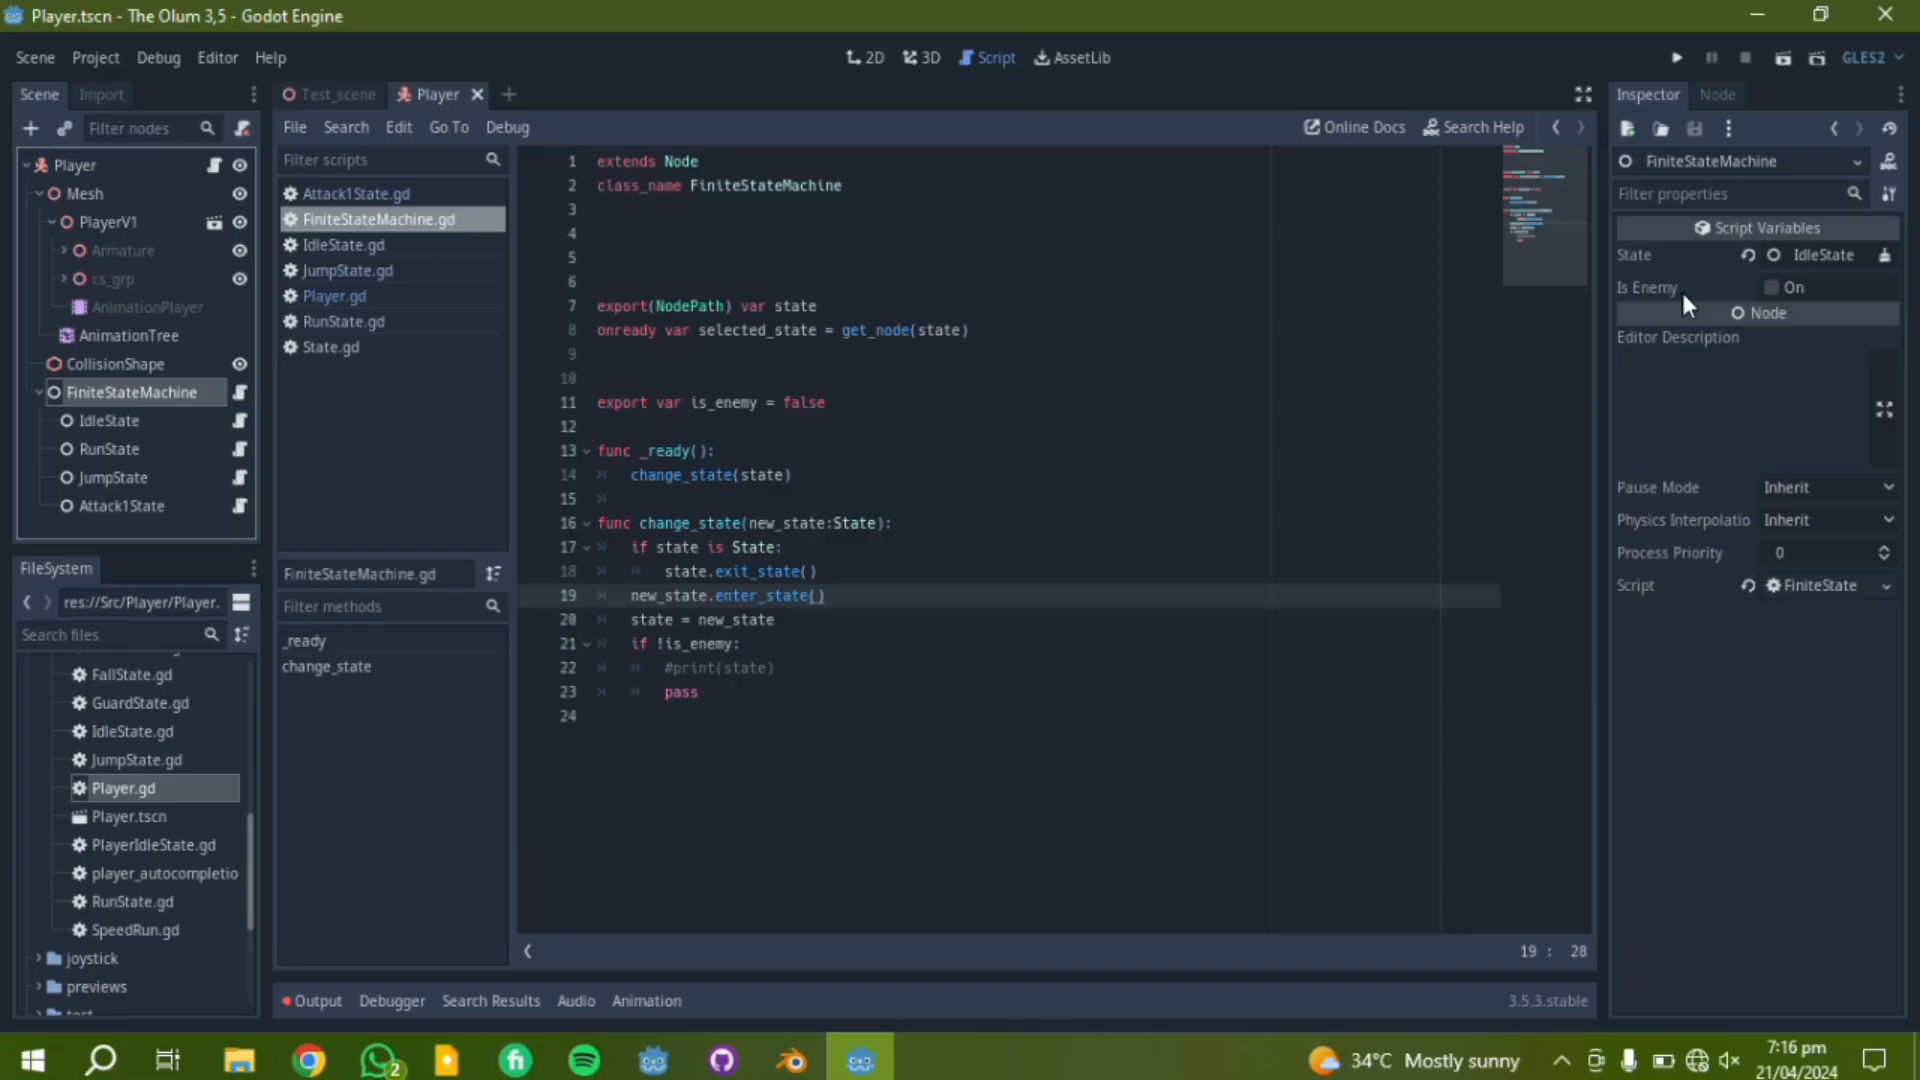 Player.tscn - The Olum 3,5 - Godot Engine
Scene Project Debug Editor Help
2D 3D Script AssetLib
GLES2
Scene Import
Filter nodes
Player
Mesh
PlayerV1
Armature
cs_grp
AnimationPlayer
AnimationTree
CollisionShape
FiniteStateMachine
IdleState
RunState
JumpState
Attack1State
FileSystem
res://Src/Player/Player.
Search files
FallState.gd
GuardState.gd
IdleState.gd
JumpState.gd
Player.gd
Player.tscn
PlayerIdleState.gd
player_autocompletio
RunState.gd
SpeedRun.gd
joystick
previews
Test_scene Player
File Search Edit Go To Debug
Online Docs Search Help
Filter scripts
Attack1State.gd
FiniteStateMachine.gd
IdleState.gd
JumpState.gd
Player.gd
RunState.gd
State.gd
FiniteStateMachine.gd
Filter methods
_ready
change_state
1 extends Node
2 class_name FiniteStateMachine
3
4
5
6
7 export(NodePath) var state
8 onready var selected_state = get_node(state)
9
10
11 export var is_enemy = false
12
13 func _ready():
14 change_state(state)
15
16 func change_state(new_state:State):
17 if state is State:
18 state.exit_state()
19 new_state.enter_state()
20 state = new_state
21 if !is_enemy:
22 #print(state)
23 pass
24
19 : 28
Output Debugger Search Results Audio Animation
3.5.3.stable
Inspector Node
FiniteStateMachine
Filter properties
Script Variables
State IdleState
Is Enemy On
Node
Editor Description
Pause Mode Inherit
Physics Interpolatio Inherit
Process Priority 0
Script FiniteState
2
34°C Mostly sunny
7:16 pm
21/04/2024